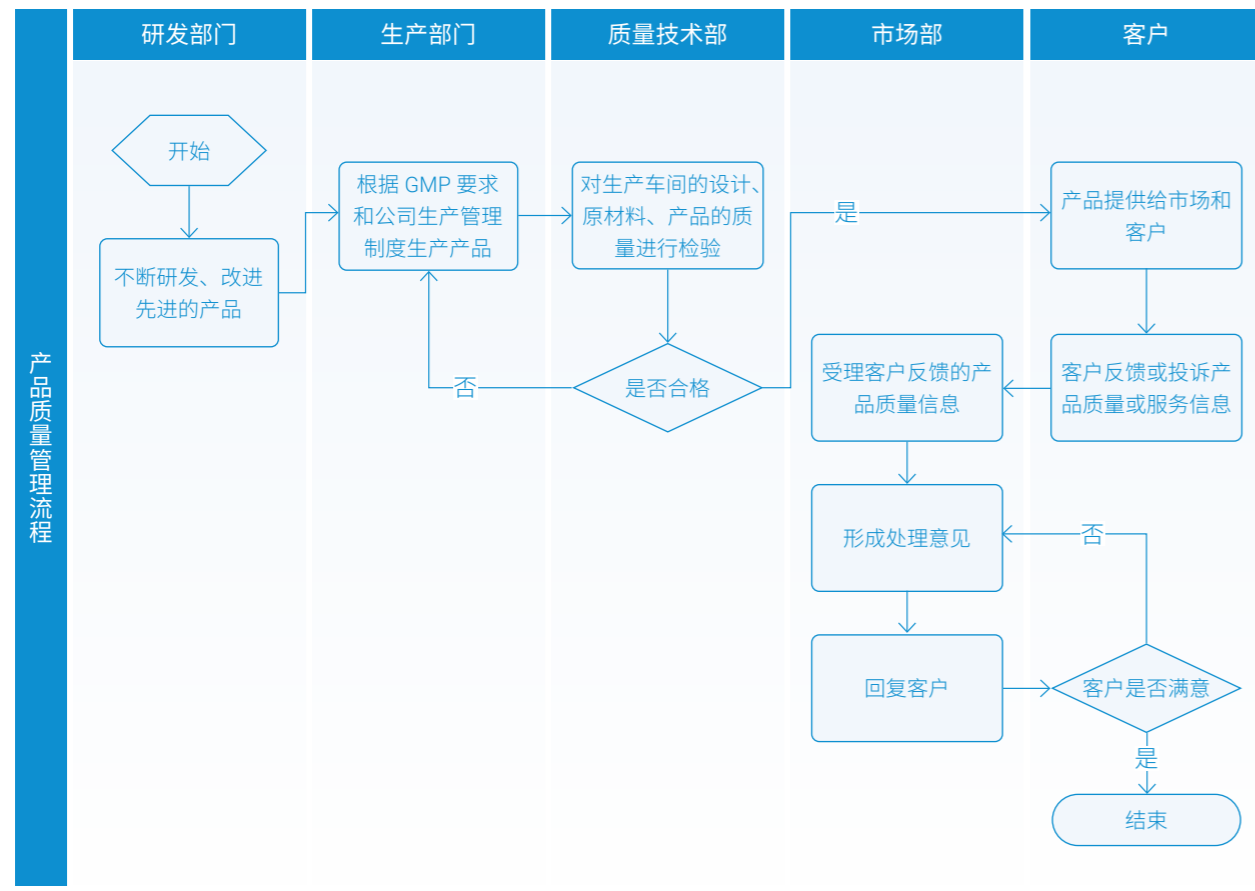 研发部门
生产部门
质量技术部
市场部
客户
产品质量管理流程
开始
不断研发、改进
先进的产品
根据 GMP 要求
和公司生产管理
制度生产产品
对生产车间的设计、
原材料、产品的质
量进行检验
是否合格
否
是
产品提供给市场和
客户
客户反馈或投诉产
品质量或服务信息
受理客户反馈的产
品质量信息
形成处理意见
回复客户
客户是否满意
否
是
结束